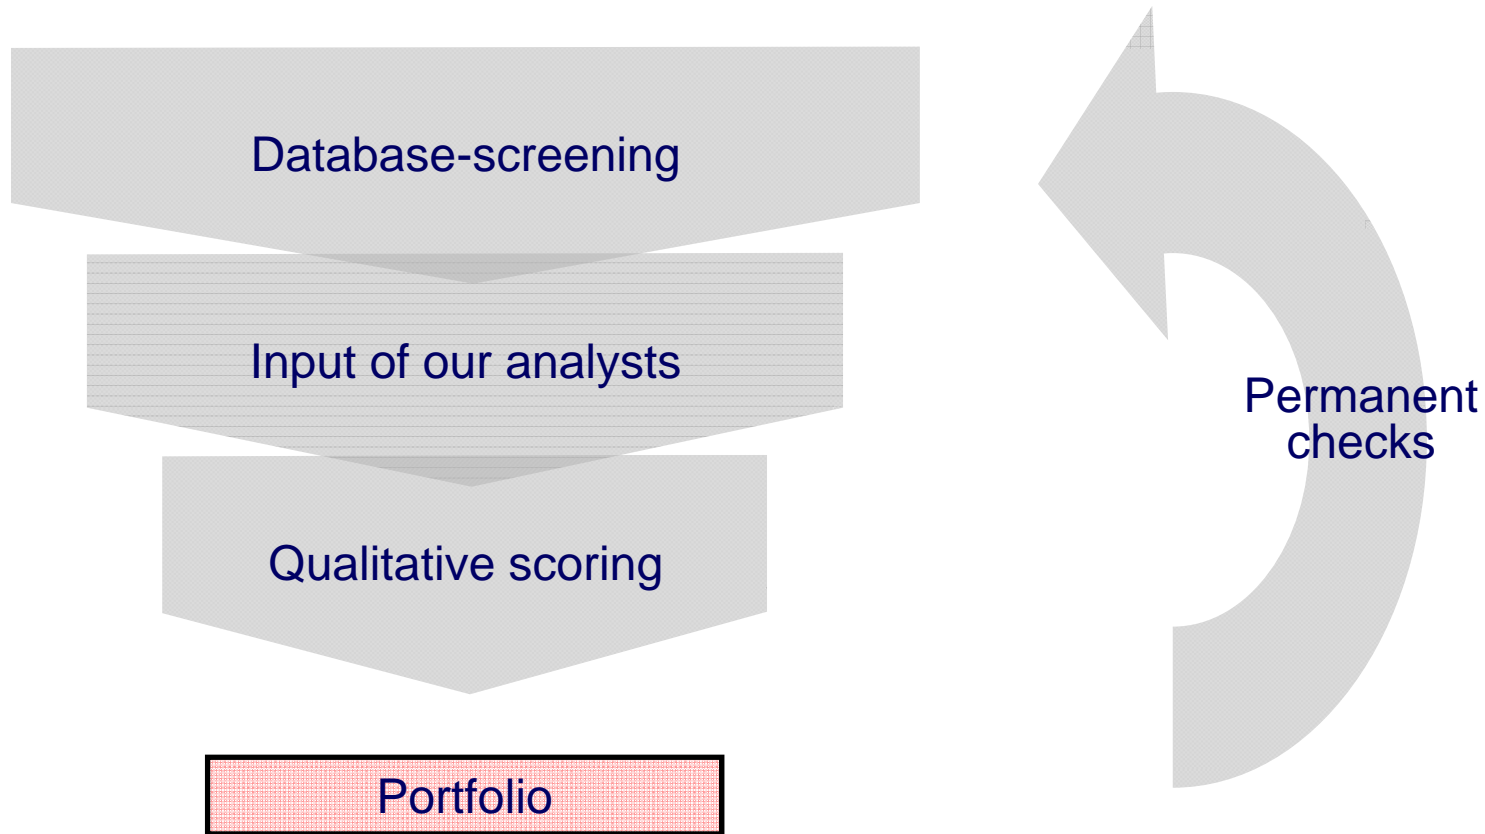 Database-screening
Input of our analysts
Permanent
checks
Qualitative scoring
Portfolio